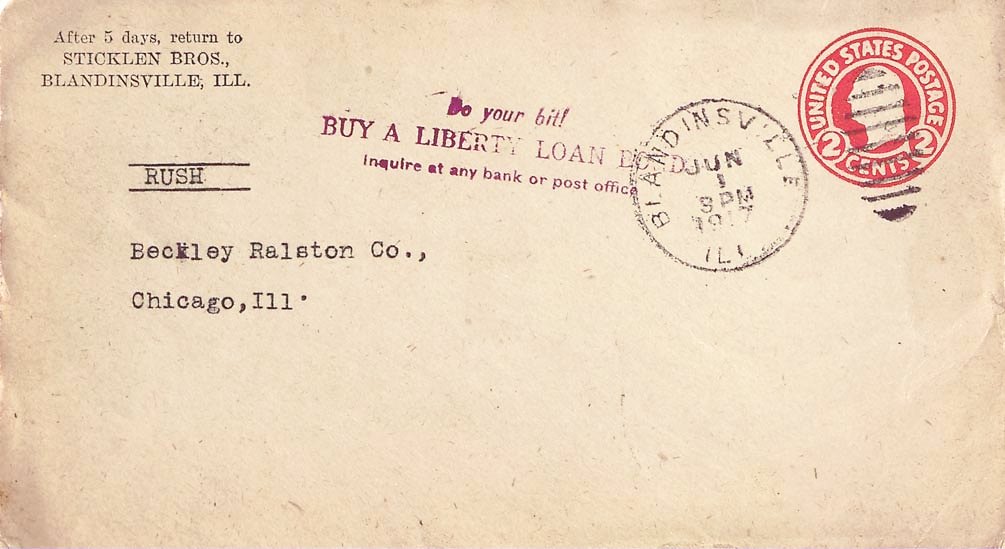 After 5 days, return to
STICKLEN BROS.,
BLANDINSVILLE, ILL.
Do your bit!
BUY A LIBERTY LOAN BOND
Inquire at any bank or post office
BLANDINSVILLE
JUN
1
3PM
1917
ILL
UNITED STATES POSTAGE
2 CENTS 2
RUSH
Beckley Ralston Co.,
Chicago,Ill.